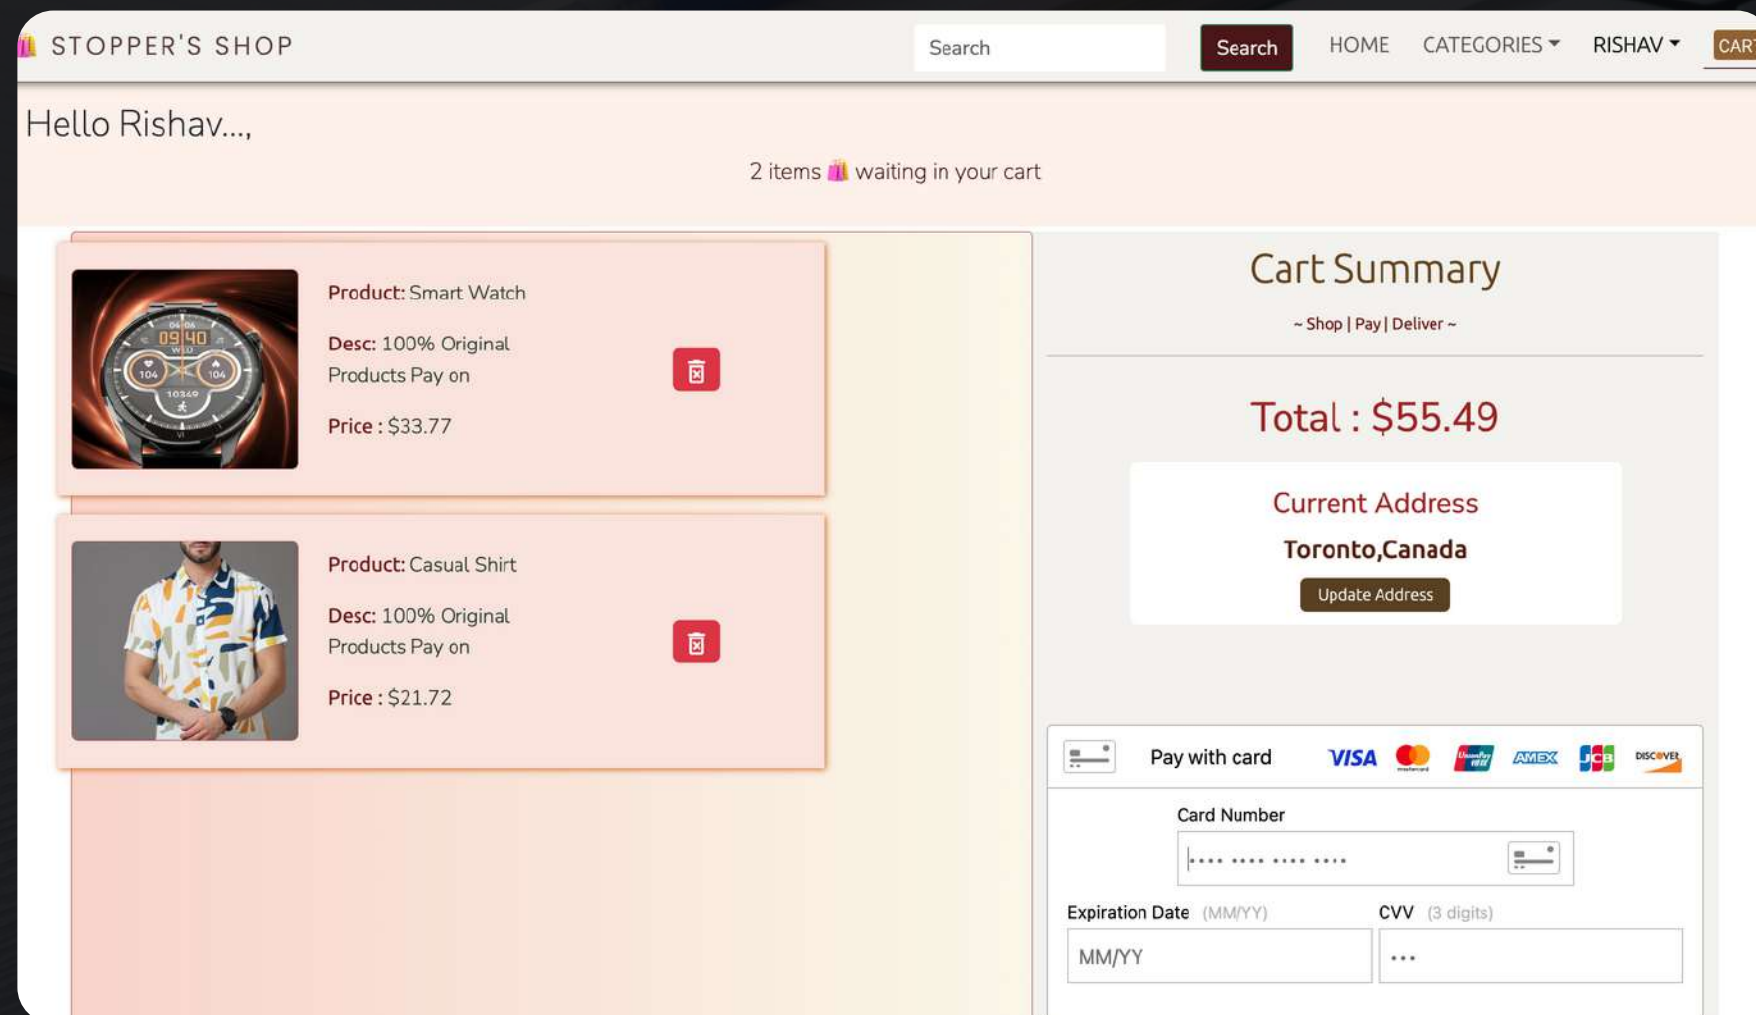 STOPPER'S SHOP
Search
Search
HOME
CATEGORIES
RISHAV
CART
Hello Rishav...,
2 items 🛍️ waiting in your cart
Product: Smart Watch
Desc: 100% Original
Products Pay on
Price : $33.77
Product: Casual Shirt
Desc: 100% Original
Products Pay on
Price : $21.72
Cart Summary
~ Shop | Pay | Deliver ~
Total : $55.49
Current Address
Toronto,Canada
Update Address
Pay with card
VISA
AMEX
JCB
DISCOVER
Card Number
Expiration Date (MM/YY)
CVV (3 digits)
MM/YY